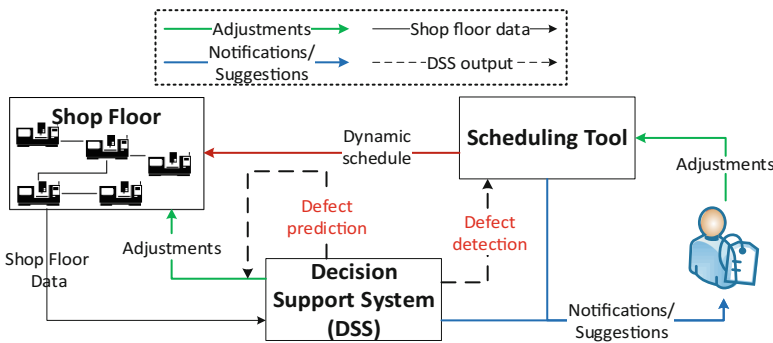 Adjustments
Shop floor data
Notifications/
Suggestions
DSS output
Shop Floor
Scheduling Tool
Dynamic
schedule
Adjustments
Defect
prediction
Defect
detection
Adjustments
Shop Floor
Data
Decision
Support System
(DSS)
Notifications/
Suggestions